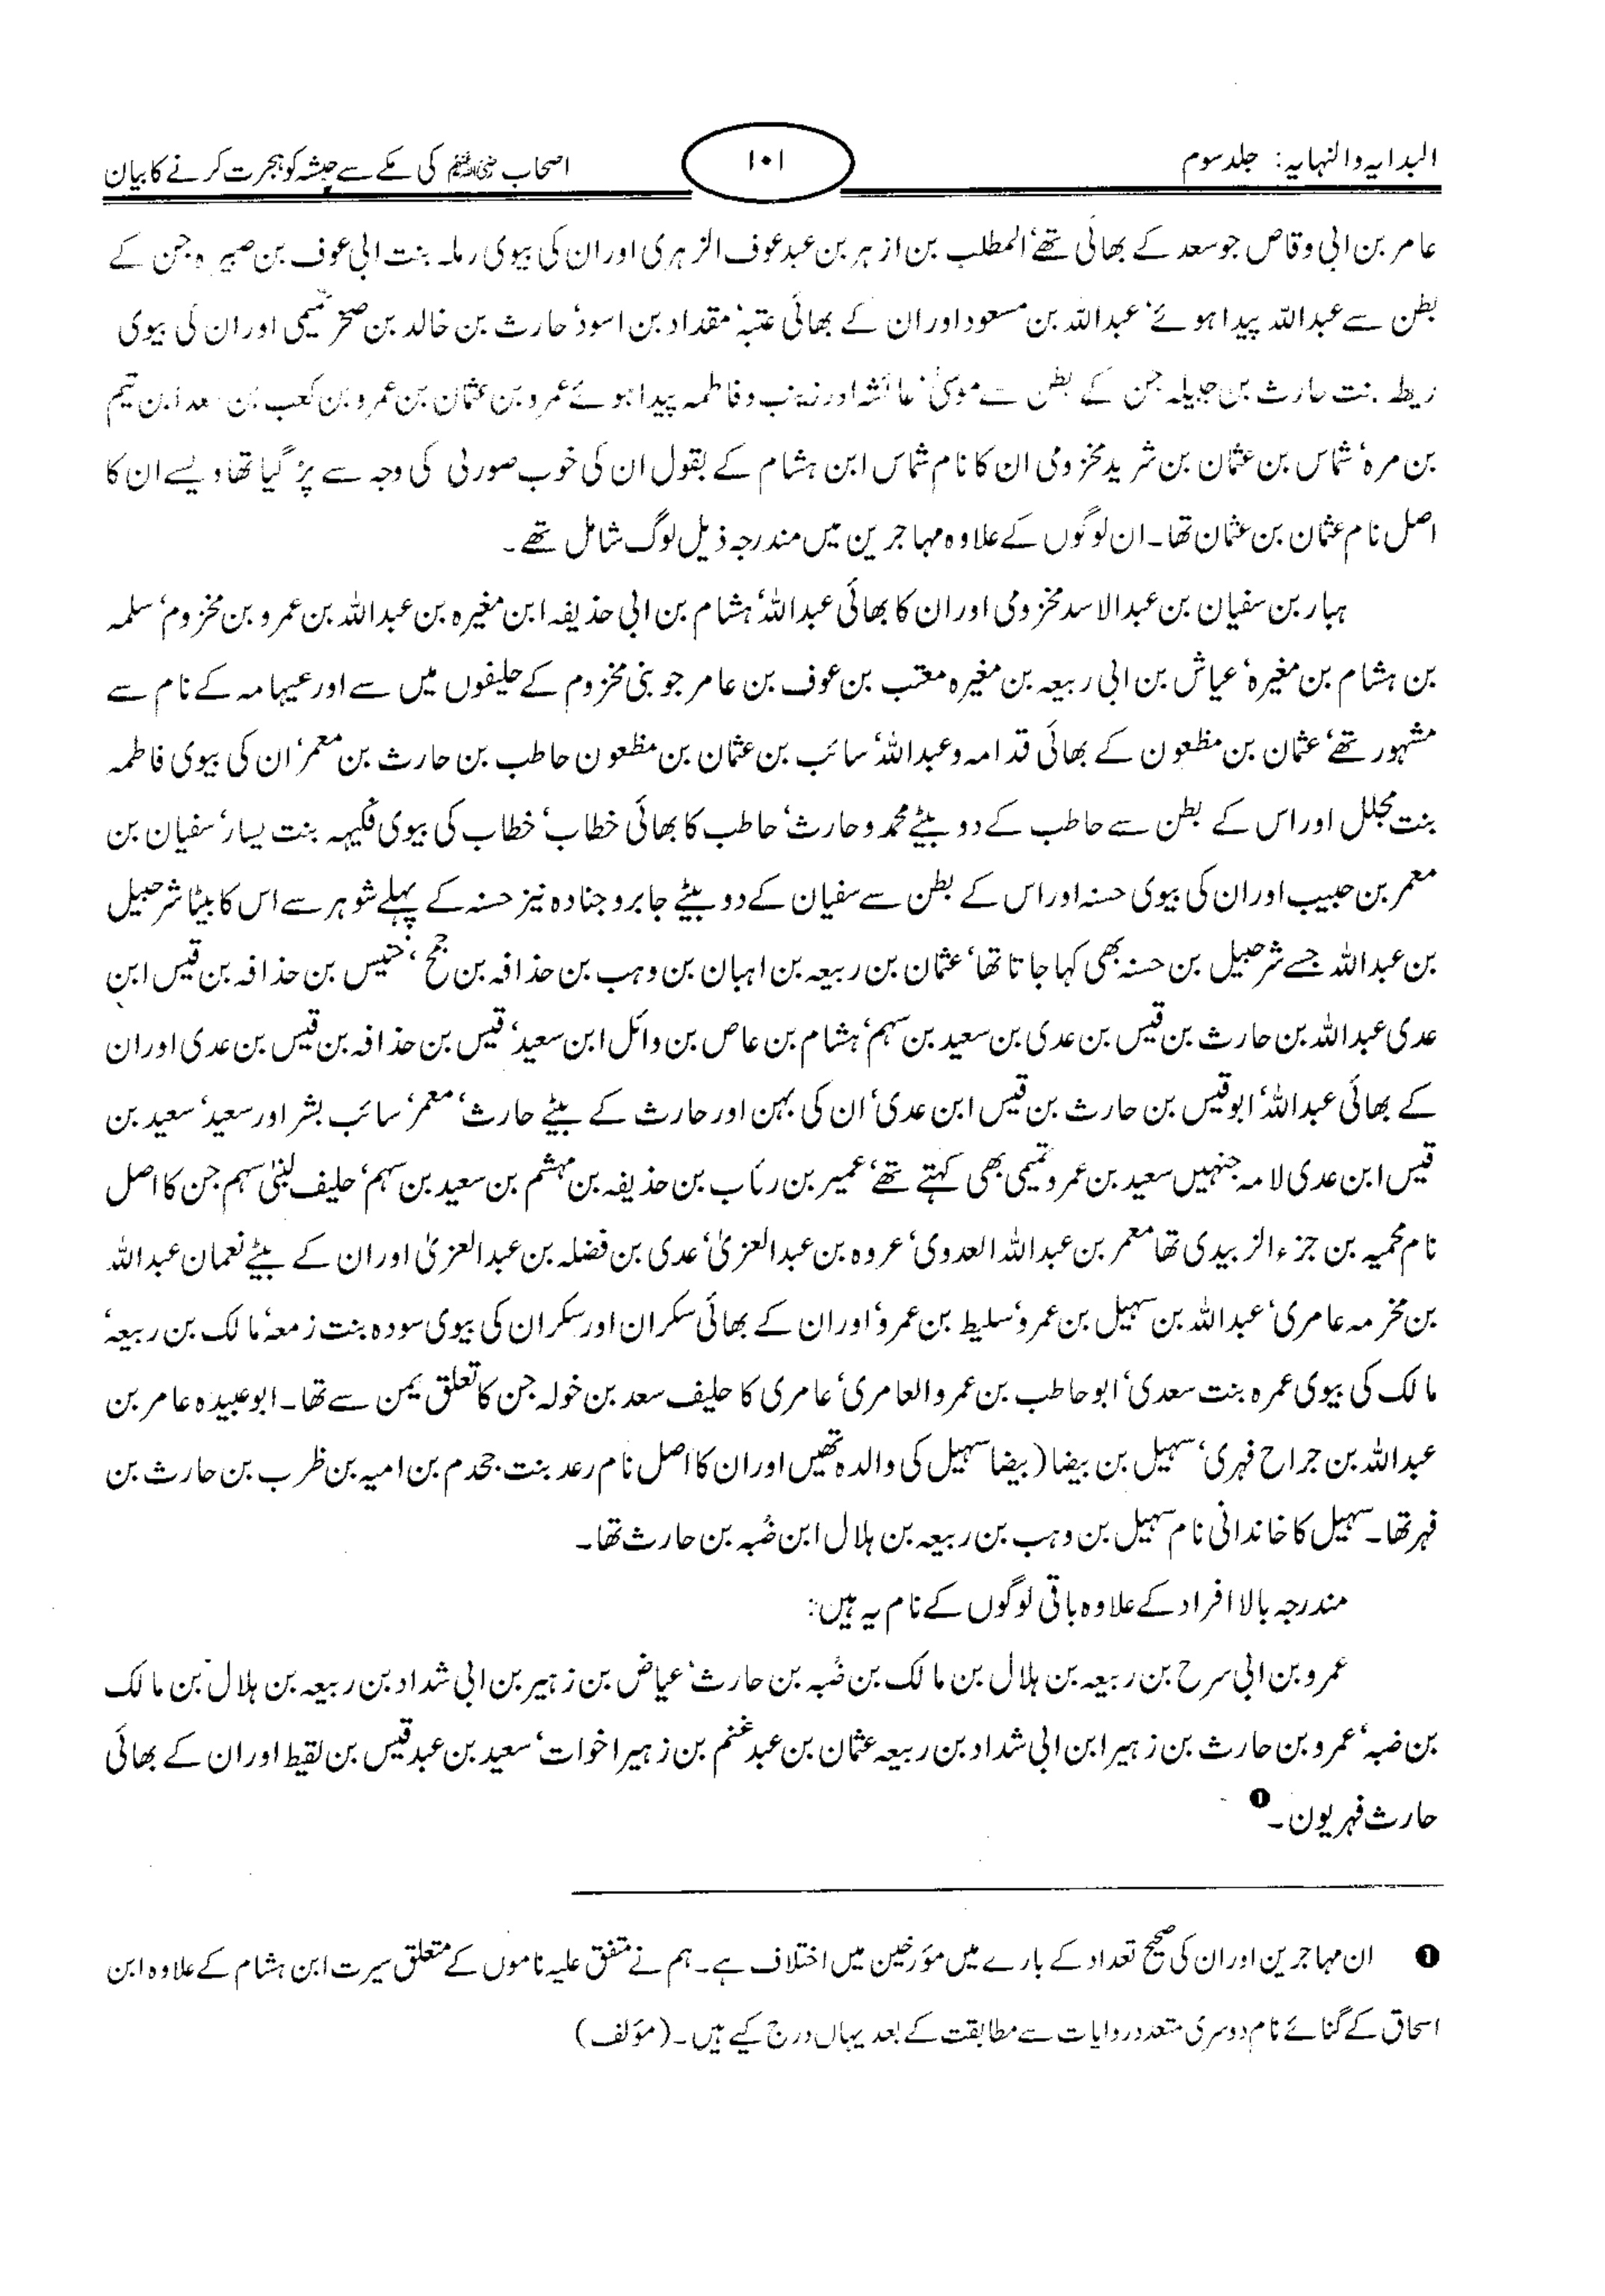 البدایہ والنہایہ: جلد سوم
۱۰۱
اصحاب رضی اللہ عنہم کی مکے سے حبشہ کو ہجرت کرنے کا بیان
عامر بن ابی وقاص جو سعد کے بھائی تھے‘ المطلب بن ازہر بن عبد عوف الزہری اور ان کی بیوی رملہ بنت ابی عوف بن صبیرہ جن کے
بطن سے عبداللہ پیدا ہوئے‘ عبداللہ بن مسعود اور ان کے بھائی عتبہ‘ مقداد بن اسود‘ حارث بن خالد بن صخر تمیمی اور ان کی بیوی
ریطہ بنت حارث بن جبیلہ جن کے بطن سے موسیٰ‘ عائشہ اور زینب و فاطمہ پیدا ہوئے عمرو بن عثمان بن عمرو بن کعب بن سعد ابن تیم
بن مرہ‘ شماس بن عثمان بن شرید مخزومی ان کا نام شماس ابن ہشام کے بقول ان کی خوب صورتی کی وجہ سے پڑ گیا تھا ویسے ان کا
اصل نام عثمان بن عثمان تھا۔ ان لوگوں کے علاوہ مہاجرین میں مندرجہ ذیل لوگ شامل تھے۔
ہبار بن سفیان بن عبدالاسد مخزومی اور ان کا بھائی عبداللہ‘ ہشام بن ابی حذیفہ ابن مغیرہ بن عبداللہ بن عمرو بن مخزوم‘ سلمہ
بن ہشام بن مغیرہ‘ عیاش بن ابی ربیعہ بن مغیرہ معتب بن عوف بن عامر جو بنی مخزوم کے حلیفوں میں سے اور عیہامہ کے نام سے
مشہور تھے‘ عثمان بن مظعون کے بھائی قدامہ و عبداللہ‘ سائب بن عثمان بن مظعون حاطب بن حارث بن معمر‘ ان کی بیوی فاطمہ
بنت مجلل اور اس کے بطن سے حاطب کے دو بیٹے محمد و حارث‘ حاطب کا بھائی خطاب‘ خطاب کی بیوی فکیہہ بنت یسار‘ سفیان بن
معمر بن حبیب اور ان کی بیوی حسنہ اور اس کے بطن سے سفیان کے دو بیٹے جابر و جنادہ نیز حسنہ کے پہلے شوہر سے اس کا بیٹا شرحبیل
بن عبداللہ جسے شرحبیل بن حسنہ بھی کہا جاتا تھا‘ عثمان بن ربیعہ بن اہبان بن وہب بن حذافہ بن جمح‘ خنیس بن حذافہ بن قیس ابن
عدی عبداللہ بن حارث بن قیس بن عدی بن سعید بن سہم‘ ہشام بن عاص بن وائل ابن سعید‘ قیس بن حذافہ بن قیس بن عدی اور ان
کے بھائی عبداللہ‘ ابوقیس بن حارث بن قیس ابن عدی‘ ان کی بہن اور حارث کے بیٹے حارث‘ معمر‘ سائب بشر اور سعید‘ سعید بن
قیس ابن عدی لامہ جنہیں سعید بن عمرو تمیمی بھی کہتے تھے‘ عمیر بن رئاب بن حذیفہ بن مہشم بن سعید بن سہم‘ حلیف لبنیٰ سہم جن کا اصل
نام محمیہ بن جزء الزبیدی تھا معمر بن عبداللہ العدوی‘ عروہ بن عبدالعزیٰ‘ عدی بن فضلہ بن عبدالعزیٰ اور ان کے بیٹے نعمان عبداللہ
بن مخرمہ عامری‘ عبداللہ بن سہیل بن عمرو‘ سلیط بن عمرو‘ اور ان کے بھائی سکران اور سکران کی بیوی سودہ بنت زمعہ‘ مالک بن ربیعہ‘
مالک کی بیوی عمرہ بنت سعدی‘ ابوحاطب بن عمرو العامری‘ عامری کا حلیف سعد بن خولہ جن کا تعلق یمن سے تھا۔ ابوعبیدہ عامر بن
عبداللہ بن جراح فہری‘ سہیل بن بیضا (بیضا سہیل کی والدہ تھیں اور ان کا اصل نام رعد بنت جحدم بن امیہ بن ظرب بن حارث بن
فہر تھا۔ سہیل کا خاندانی نام سہیل بن وہب بن ربیعہ بن ہلال ابن ضُبہ بن حارث تھا۔
مندرجہ بالا افراد کے علاوہ باقی لوگوں کے نام یہ ہیں:
عمرو بن ابی سرح بن ربیعہ بن ہلال بن مالک بن ضُبہ بن حارث‘ عیاض بن زہیر بن ابی شداد بن ربیعہ بن ہلال بن مالک
بن ضبہ‘ عمرو بن حارث بن زہیر ابن ابی شداد بن ربیعہ عثمان بن عبد غنم بن زہیر اخوات‘ سعید بن عبد قیس بن لقیط اور ان کے بھائی
حارث فہریون۔ ❶
❶ ان مہاجرین اور ان کی صحیح تعداد کے بارے میں مؤرخین میں اختلاف ہے۔ ہم نے متفق علیہ ناموں کے متعلق سیرت ابن ہشام کے علاوہ ابن
اسحاق کے گنائے نام دوسری متعدد روایات سے مطابقت کے بعد یہاں درج کیے ہیں۔ (مؤلف)